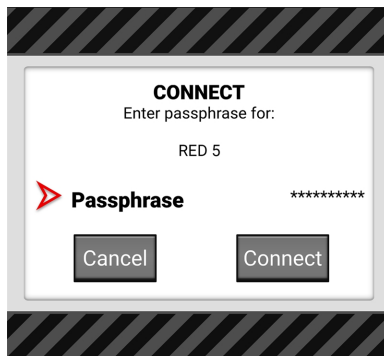 CONNECT
Enter passphrase for:
RED 5
Passphrase **********
Cancel Connect